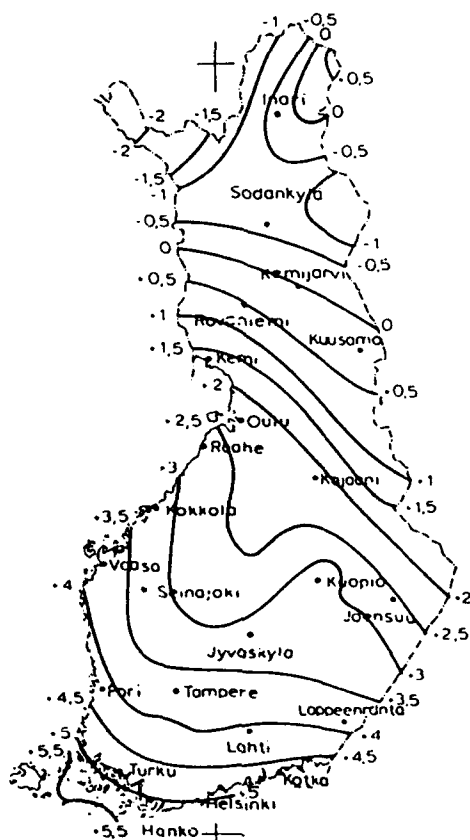 -1
-0,5
0
-0,5
-2
-1,5
Inari
0
-2
-0,5
-1,5
-1
Sodankylä
-0,5
-1
0
-0,5
Kemijärvi
+0,5
+1
Rovaniemi
0
Kuusamo
+1,5
Kemi
+2
+0,5
+2,5
Oulu
Raahe
+3
Kajaani
+1
+1,5
+3,5
Kokkola
Vaasa
+4
Seinäjoki
Kuopio
+2
Joensuu
+2,5
Jyväskylä
+3
+4,5
Pori
Tampere
+3,5
Lappeenranta
+5
Lahti
+4
+5,5
+4,5
Turku
Kotka
+5
Helsinki
+5,5
Hanko